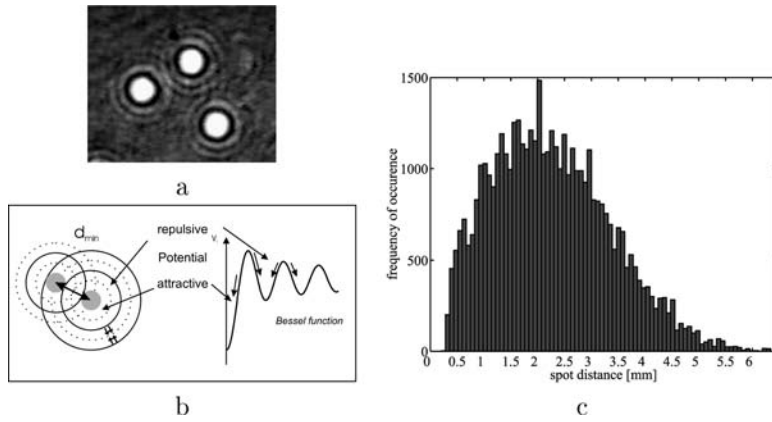 a
d min
repulsive
V.
Potential
attractive
Bessel function
b
1500
1000
500
0
frequency of occurence
0 0.5 1 1.5 2 2.5 3 3.5 4 4.5 5 5.5 6
spot distance [mm]
c